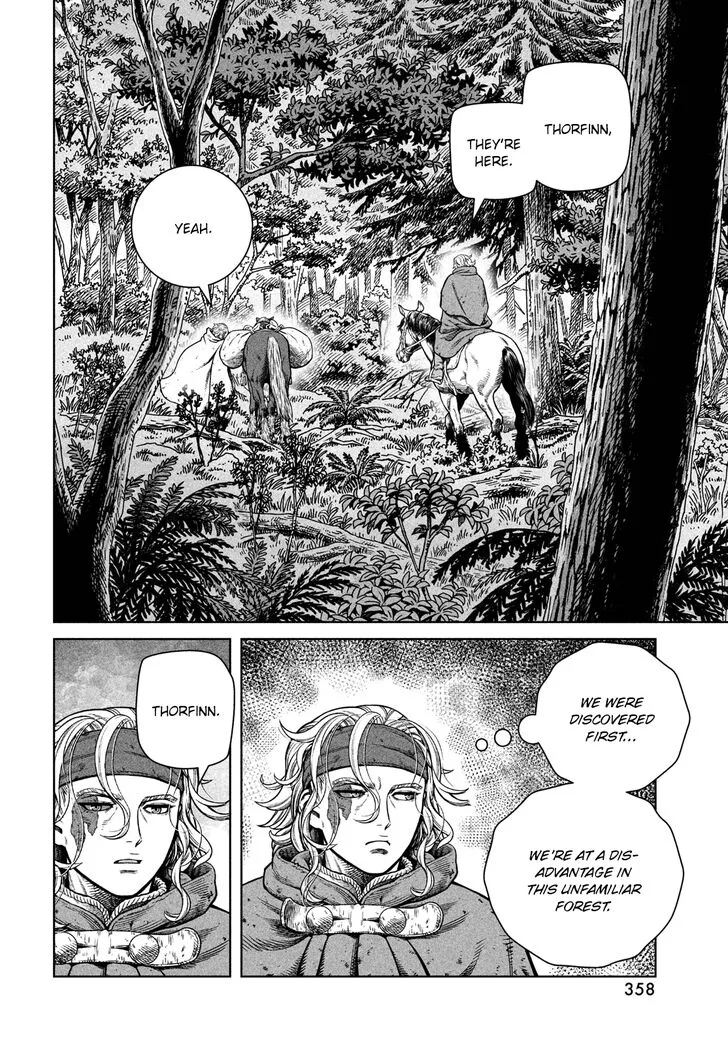 THORFINN,
THEY'RE
HERE.
YEAH.
WE WERE
DISCOVERED
FIRST...
WE'RE AT A DIS-
ADVANTAGE IN
THIS UNFAMILIAR
FOREST.
THORFINN.
358